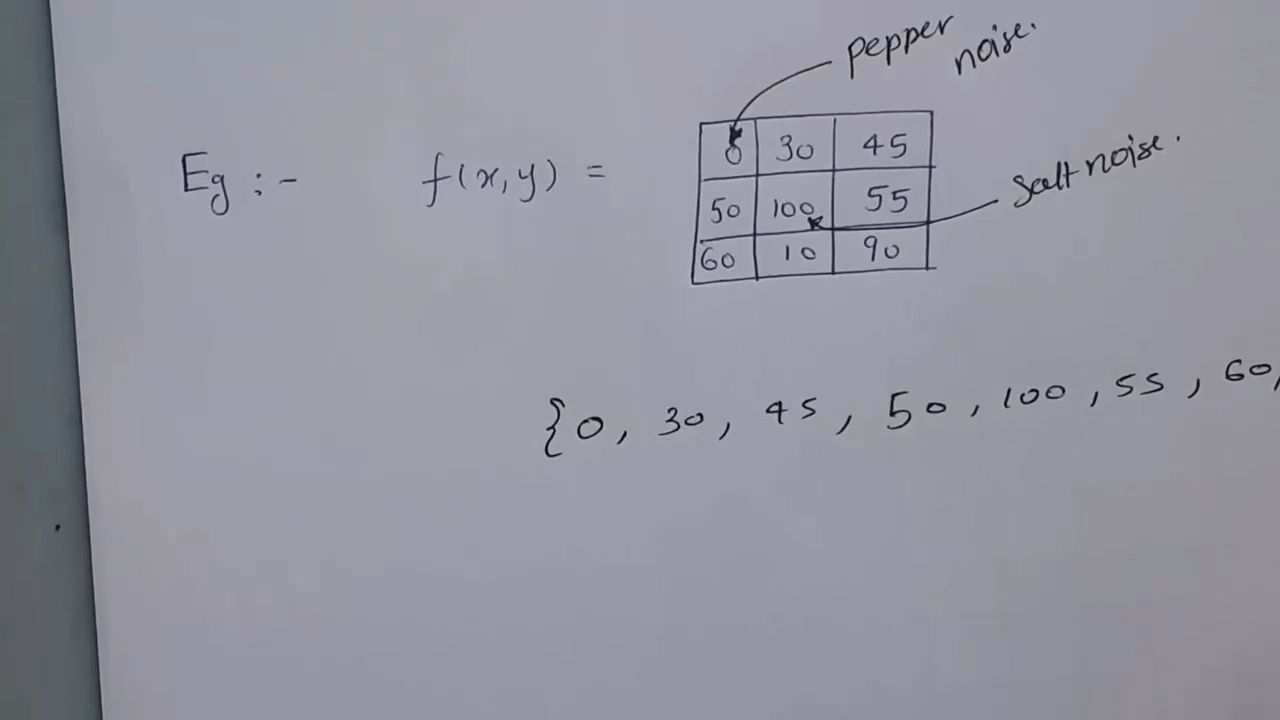 pepper noise.
Eg :- f(x,y) =
0 30 45
50 100 55
60 10 90
Salt noise.
{0, 30, 45, 50, 100, 55, 60,